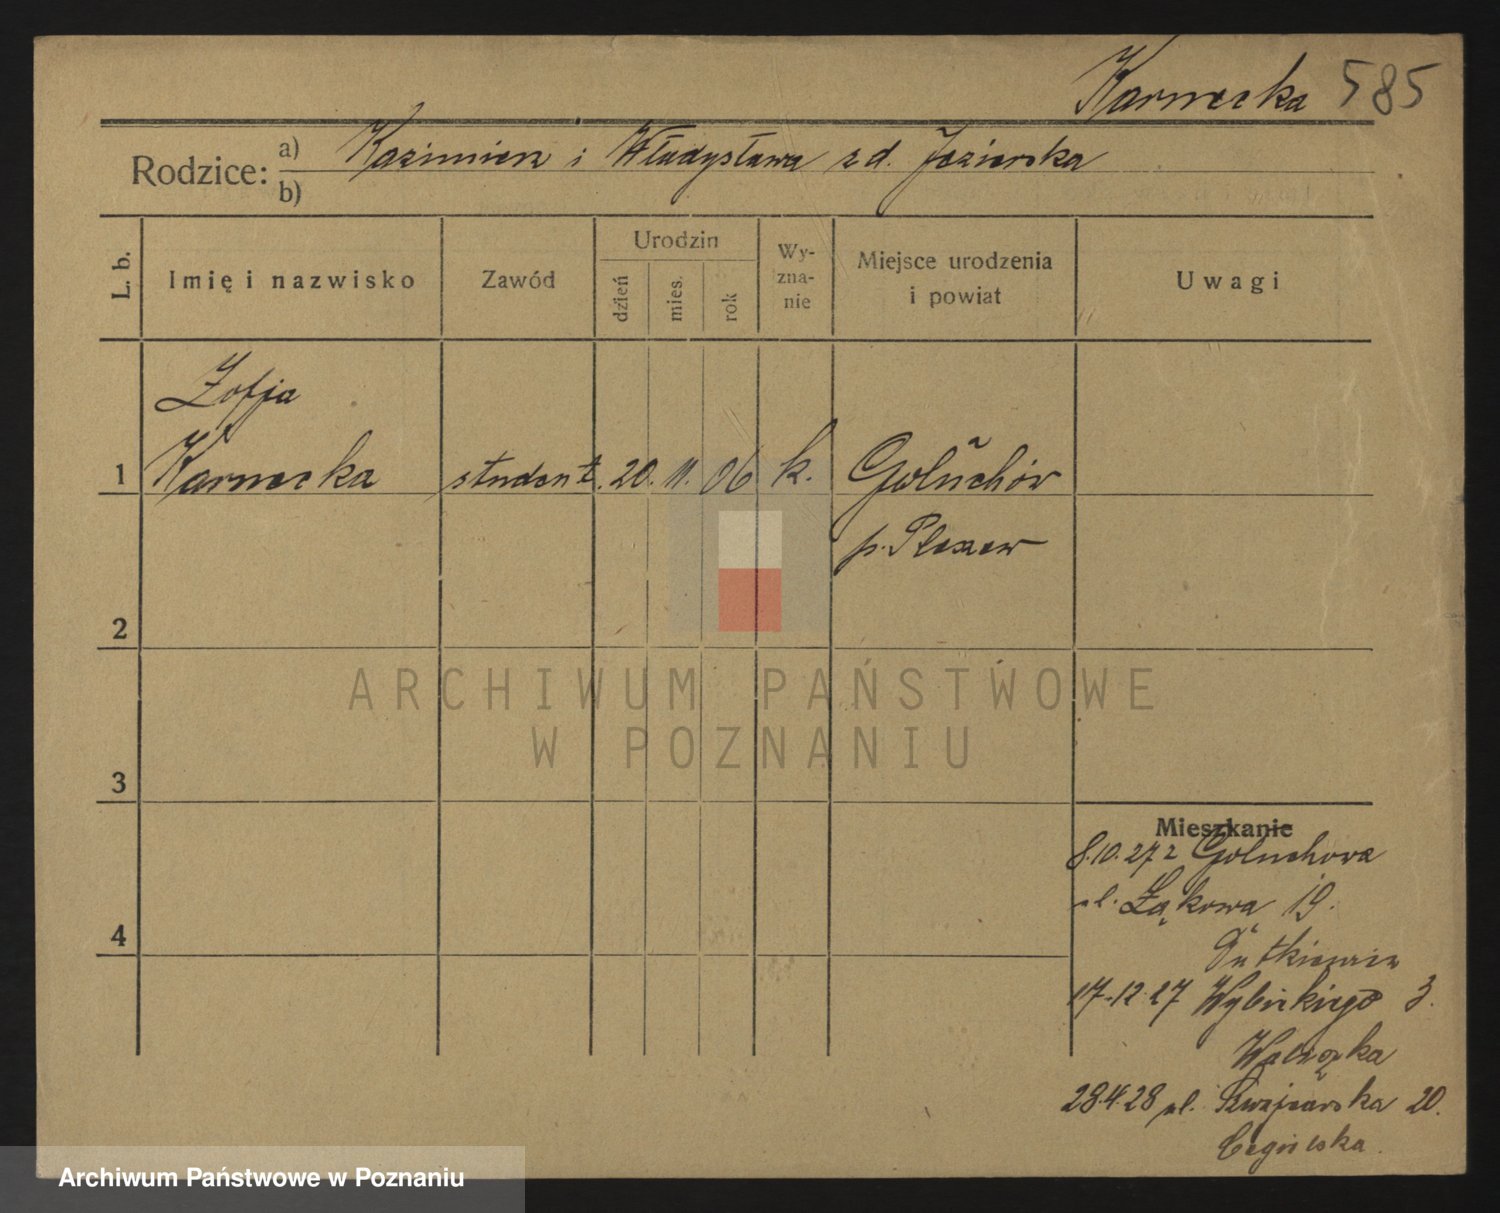 Karnecka 585
Rodzice: a) Kazimierz i Władysława z d. Jezierska
b)
L. b.
Imię i nazwisko
Zawód
Urodzin
dzień
mies.
rok
Wy-
zna-
nie
Miejsce urodzenia
i powiat
Uwagi
Zofja
1 Karnecka student. 20. 11. 06 k. Gołuchów
p. Pleszew
2
ARCHIWUM PAŃSTWOWE
W POZNANIU
3
Mieszkanie
8.10.27 z Gołuchowa
4
ul. Łąkowa 19.
17.12.27 Wybickiego 3.
28.4.28 ul. 20.
Cegielska
Archiwum Państwowe w Poznaniu